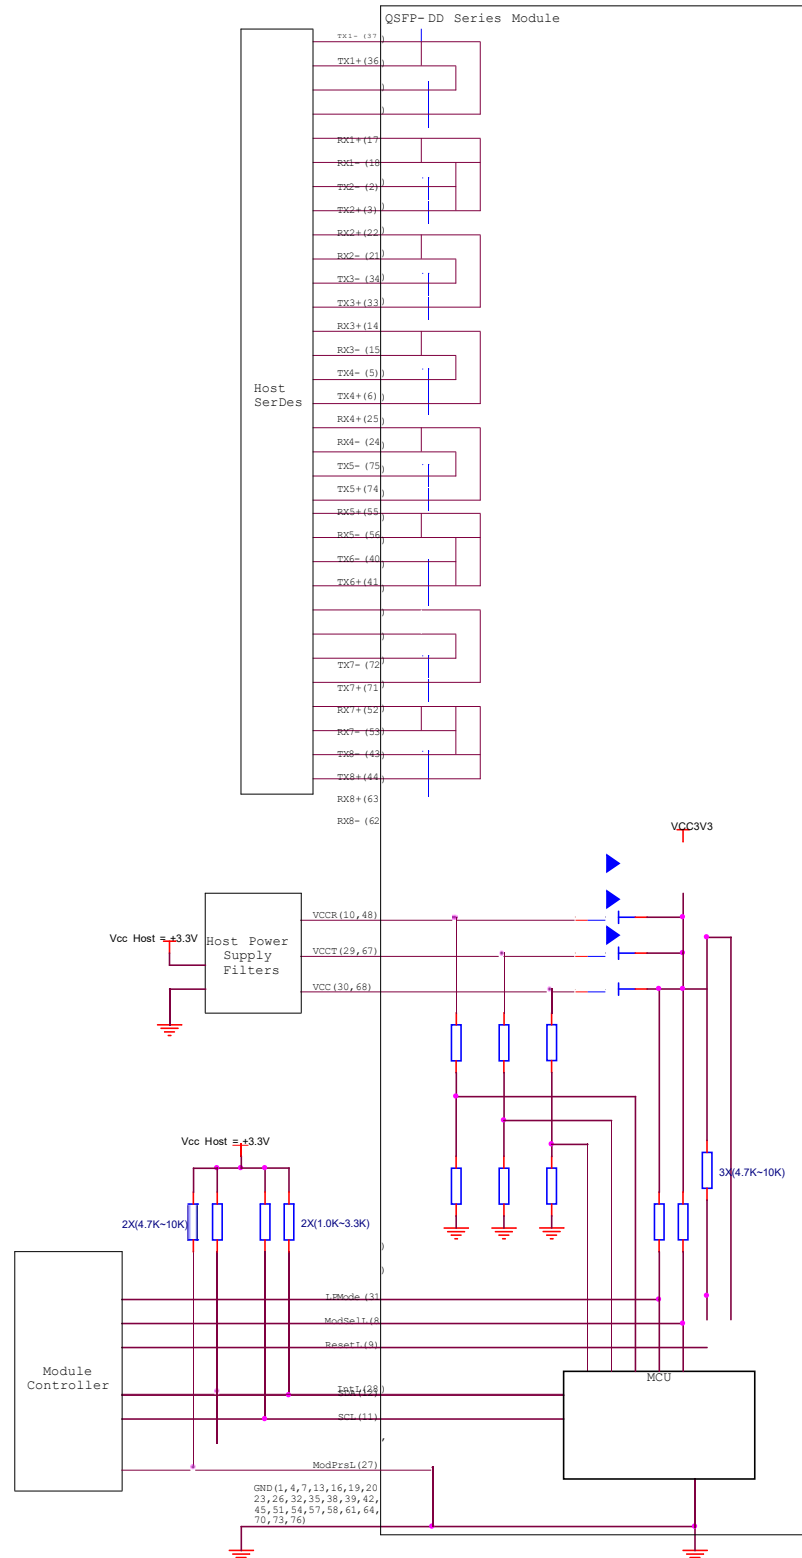 QSFP-DD Series Module
TX1- (37)
TX1+(36
RX1+(17
RX1- (18
TX2- (2)
TX2+(3)
RX2+(22
RX2- (21
TX3- (34
TX3+(33
RX3+(14
RX3- (15
TX4- (5)
TX4+(6)
RX4+(25
RX4- (24
TX5- (75
TX5+(74
RX5+(55
RX5- (56
TX6- (40
TX6+(41
TX7- (72
TX7+(71
RX7+(52
RX7- (53
TX8- (43
TX8+(44
RX8+(63
RX8- (62
Host
SerDes
VCC3V3
VCCR(10,48)
VCCT(29,67)
VCC(30,68)
Vcc Host = +3.3V
Host Power
Supply
Filters
Vcc Host = +3.3V
3X(4.7K~10K)
2X(4.7K~10K)
2X(1.0K~3.3K)
LPMode (31
ModSelL(8
ResetL(9)
Module
Controller
MCU
IntL(28)
SDA(12)
SCL(11)
ModPrsL(27)
GND(1,4,7,13,16,19,20
23,26,32,35,38,39,42,
45,51,54,57,58,61,64,
70,73,76)